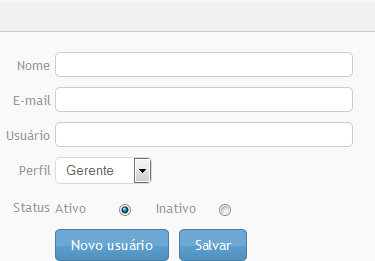 Nome
E-mail
Usuário
Perfil Gerente
Status Ativo Inativo
Novo usuário Salvar